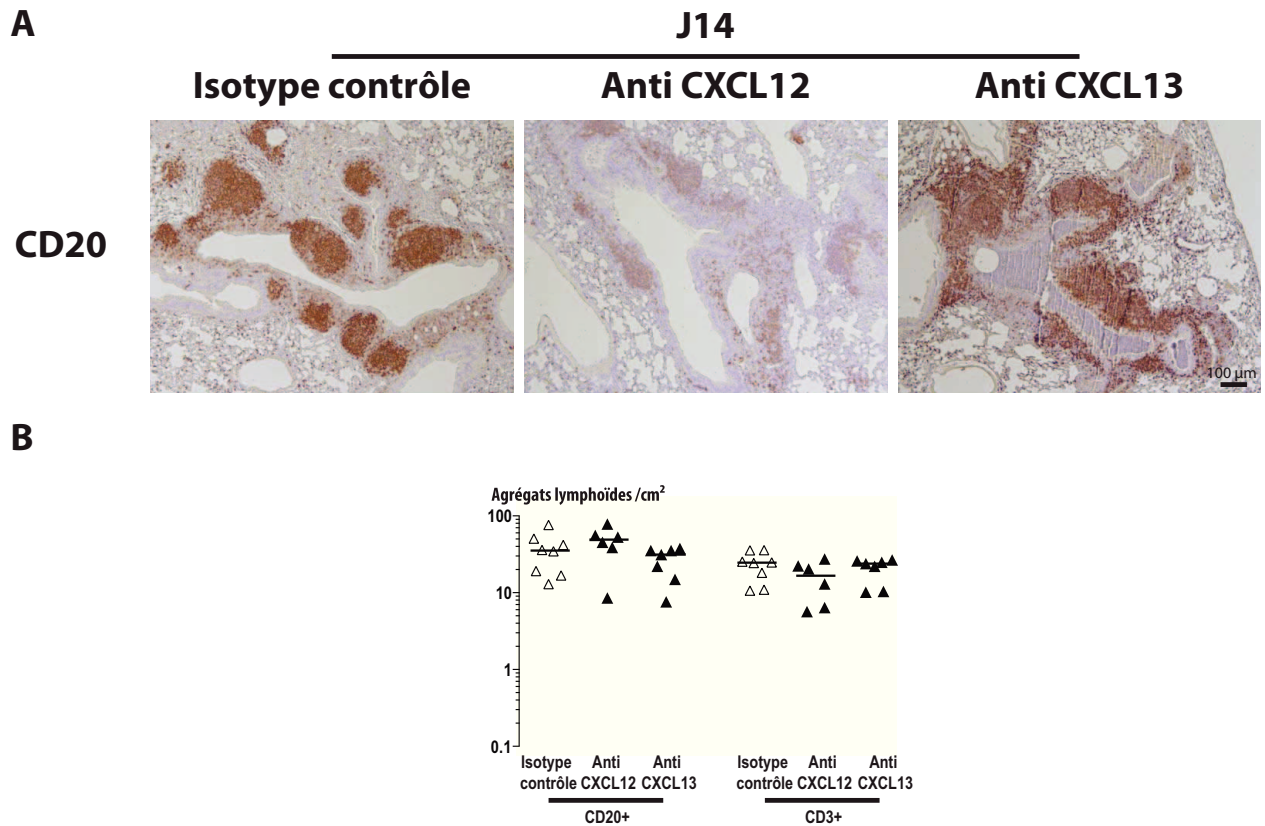 A
J14
Isotype contrôle
Anti CXCL12
Anti CXCL13
CD20
100 µm
B
Agrégats lymphoïdes /cm²
100
10
1
0.1
Isotype contrôle
Anti CXCL12
Anti CXCL13
Isotype contrôle
Anti CXCL12
Anti CXCL13
CD20+
CD3+